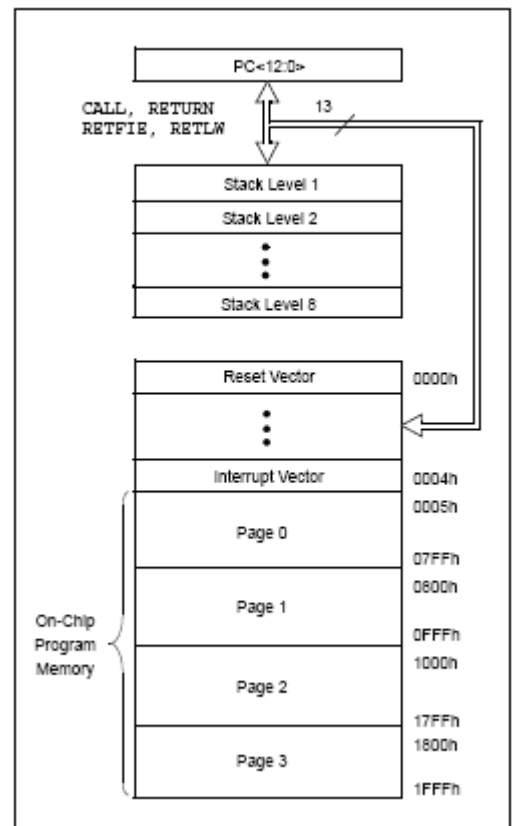 PC<12:0>
CALL, RETURN
RETFIE, RETLW
13
Stack Level 1
Stack Level 2
Stack Level 8
Reset Vector
0000h
Interrupt Vector
0004h
0005h
Page 0
07FFh
0800h
Page 1
0FFFh
On-Chip
Program
Memory
1000h
Page 2
17FFh
1800h
Page 3
1FFFh